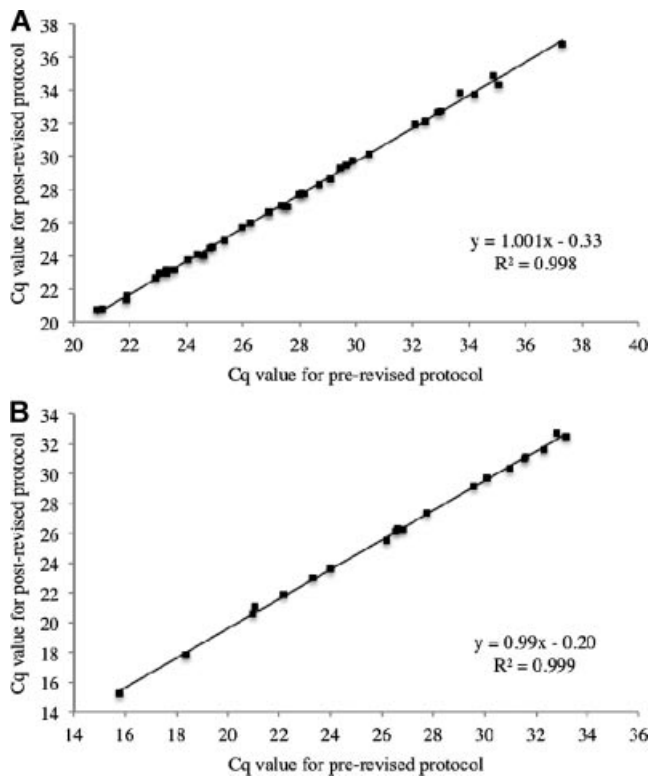 A
38
36
34
32
30
28
26
24
22
20
Cq value for post-revised protocol
y = 1.001x - 0.33
R² = 0.998
20 22 24 26 28 30 32 34 36 38 40
Cq value for pre-revised protocol
B
34
32
30
28
26
24
22
20
18
16
14
Cq value for post-revised protocol
y = 0.99x - 0.20
R² = 0.999
14 16 18 20 22 24 26 28 30 32 34 36
Cq value for pre-revised protocol